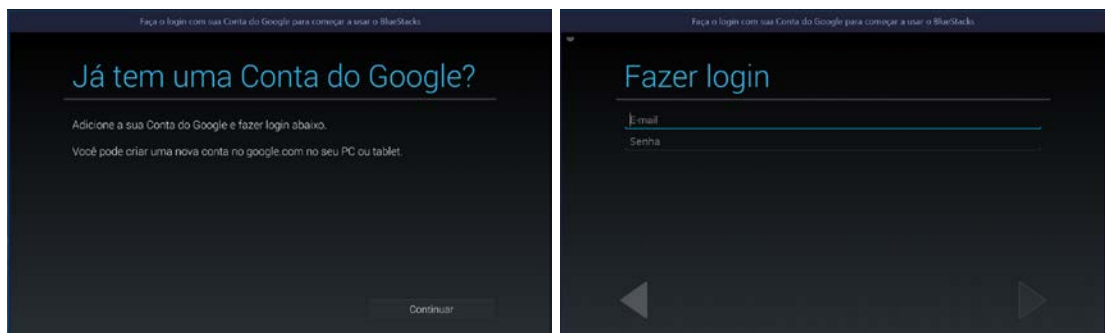 Faça o login com sua Conta do Google para começar a usar o BlueStacks
Já tem uma Conta do Google?
Adicione a sua Conta do Google e fazer login abaixo.
Você pode criar uma nova conta no google.com no seu PC ou tablet.
Continuar
Faça o login com sua Conta do Google para começar a usar o BlueStacks
Fazer login
E-mail
Senha